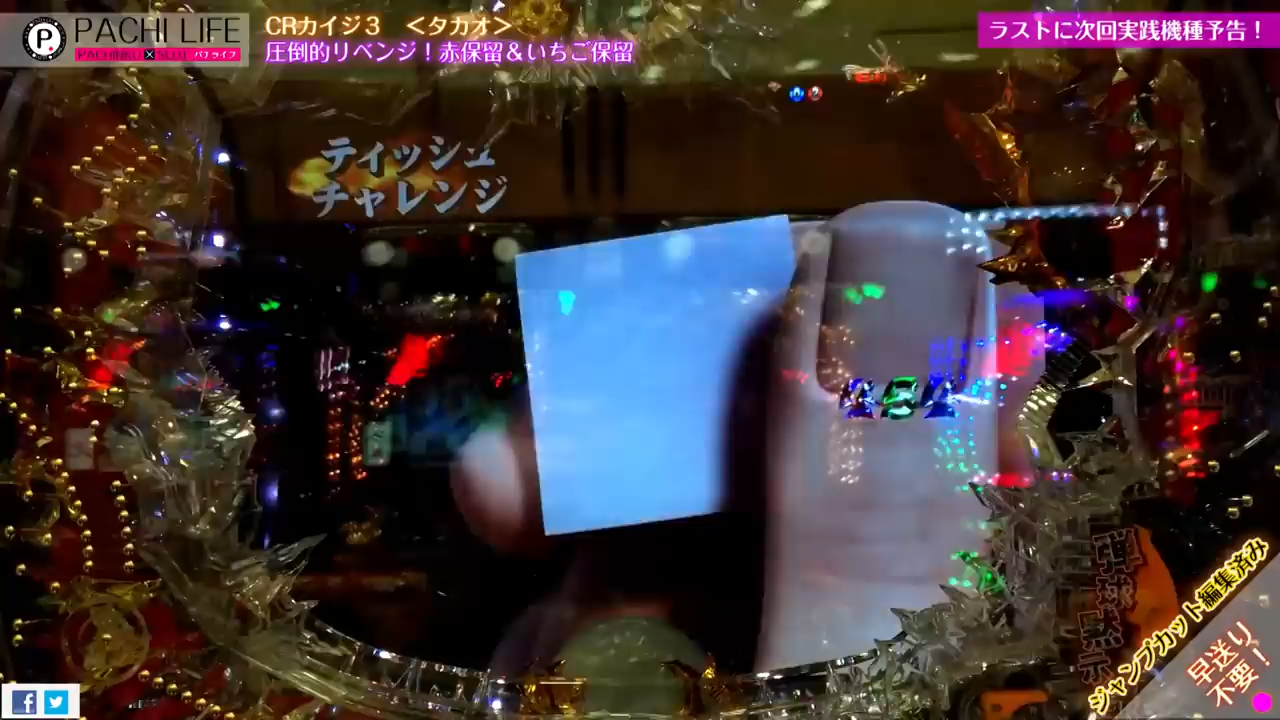 PACHI LIFE
PACHINKO X SLOT パチライフ
CRカイジ3 <タカオ>
圧倒的リベンジ!赤保留&いちご保留
ラストに次回実践機種予告!
ティッシュ
チャレンジ
484
弾球黙示
ジャンプカット編集済み
早送り
不要!